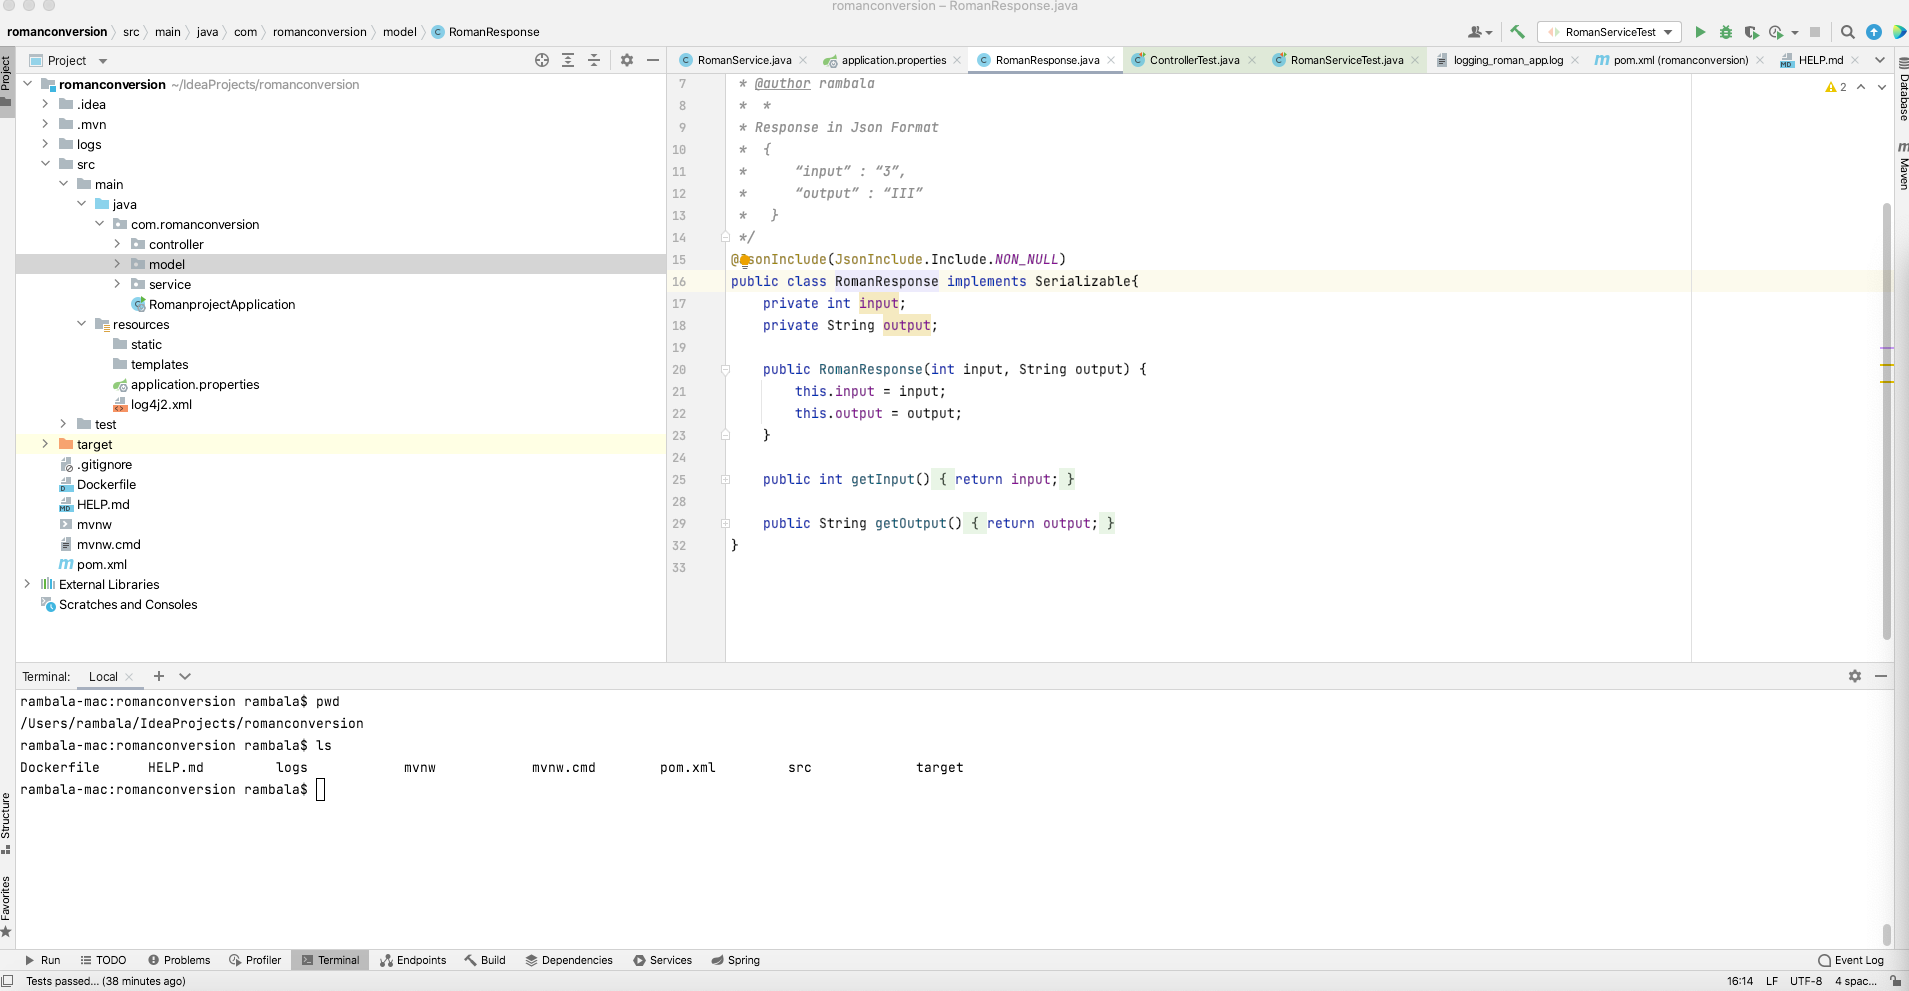 romanconversion – RomanResponse.java
romanconversion src main java com romanconversion model RomanResponse
RomanServiceTest
Project
Project
RomanService.java application.properties RomanResponse.java ControllerTest.java RomanServiceTest.java logging_roman_app.log pom.xml (romanconversion) HELP.md
Database
Maven
romanconversion ~/IdeaProjects/romanconversion
.idea
.mvn
logs
src
main
java
com.romanconversion
controller
model
service
RomanprojectApplication
resources
static
templates
application.properties
log4j2.xml
test
target
.gitignore
Dockerfile
HELP.md
mvnw
mvnw.cmd
pom.xml
External Libraries
Scratches and Consoles
2
7 * @author rambala
8 * *
9 * Response in Json Format
10 * {
11 * “input” : “3”,
12 * “output” : “III”
13 * }
14 */
15 @JsonInclude(JsonInclude.Include.NON_NULL)
16 public class RomanResponse implements Serializable{
17 private int input;
18 private String output;
19
20 public RomanResponse(int input, String output) {
21 this.input = input;
22 this.output = output;
23 }
24
25 public int getInput() { return input; }
28
29 public String getOutput() { return output; }
32 }
33
Terminal: Local
rambala-mac:romanconversion rambala$ pwd
/Users/rambala/IdeaProjects/romanconversion
rambala-mac:romanconversion rambala$ ls
Dockerfile HELP.md logs mvnw mvnw.cmd pom.xml src target
rambala-mac:romanconversion rambala$
Structure
Favorites
Run TODO Problems Profiler Terminal Endpoints Build Dependencies Services Spring Event Log
Tests passed... (38 minutes ago) 16:14 LF UTF-8 4 spac...